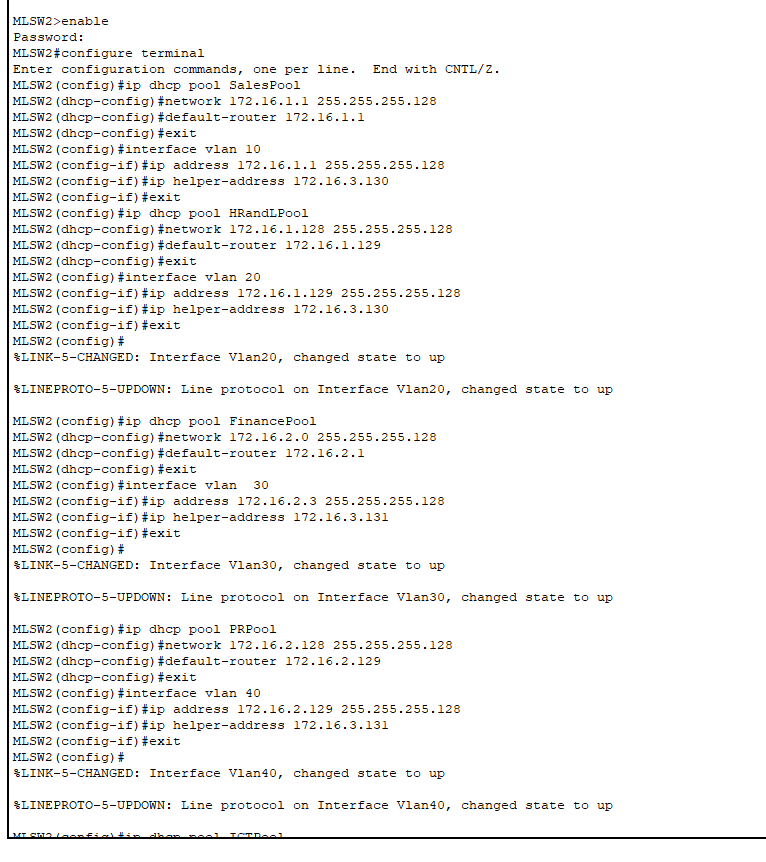 MLSW2>enable
Password:
MLSW2#configure terminal
Enter configuration commands, one per line.  End with CNTL/Z.
MLSW2(config)#ip dhcp pool SalesPool
MLSW2(dhcp-config)#network 172.16.1.1 255.255.255.128
MLSW2(dhcp-config)#default-router 172.16.1.1
MLSW2(dhcp-config)#exit
MLSW2(config)#interface vlan 10
MLSW2(config-if)#ip address 172.16.1.1 255.255.255.128
MLSW2(config-if)#ip helper-address 172.16.3.130
MLSW2(config-if)#exit
MLSW2(config)#ip dhcp pool HRandLPool
MLSW2(dhcp-config)#network 172.16.1.128 255.255.255.128
MLSW2(dhcp-config)#default-router 172.16.1.129
MLSW2(dhcp-config)#exit
MLSW2(config)#interface vlan 20
MLSW2(config-if)#ip address 172.16.1.129 255.255.255.128
MLSW2(config-if)#ip helper-address 172.16.3.130
MLSW2(config-if)#exit
MLSW2(config)#
%LINK-5-CHANGED: Interface Vlan20, changed state to up
%LINEPROTO-5-UPDOWN: Line protocol on Interface Vlan20, changed state to up
MLSW2(config)#ip dhcp pool FinancePool
MLSW2(dhcp-config)#network 172.16.2.0 255.255.255.128
MLSW2(dhcp-config)#default-router 172.16.2.1
MLSW2(dhcp-config)#exit
MLSW2(config)#interface vlan  30
MLSW2(config-if)#ip address 172.16.2.3 255.255.255.128
MLSW2(config-if)#ip helper-address 172.16.3.131
MLSW2(config-if)#exit
MLSW2(config)#
%LINK-5-CHANGED: Interface Vlan30, changed state to up
%LINEPROTO-5-UPDOWN: Line protocol on Interface Vlan30, changed state to up
MLSW2(config)#ip dhcp pool PRPool
MLSW2(dhcp-config)#network 172.16.2.128 255.255.255.128
MLSW2(dhcp-config)#default-router 172.16.2.129
MLSW2(dhcp-config)#exit
MLSW2(config)#interface vlan 40
MLSW2(config-if)#ip address 172.16.2.129 255.255.255.128
MLSW2(config-if)#ip helper-address 172.16.3.131
MLSW2(config-if)#exit
MLSW2(config)#
%LINK-5-CHANGED: Interface Vlan40, changed state to up
%LINEPROTO-5-UPDOWN: Line protocol on Interface Vlan40, changed state to up
MLSW2(config)#ip dhcp pool